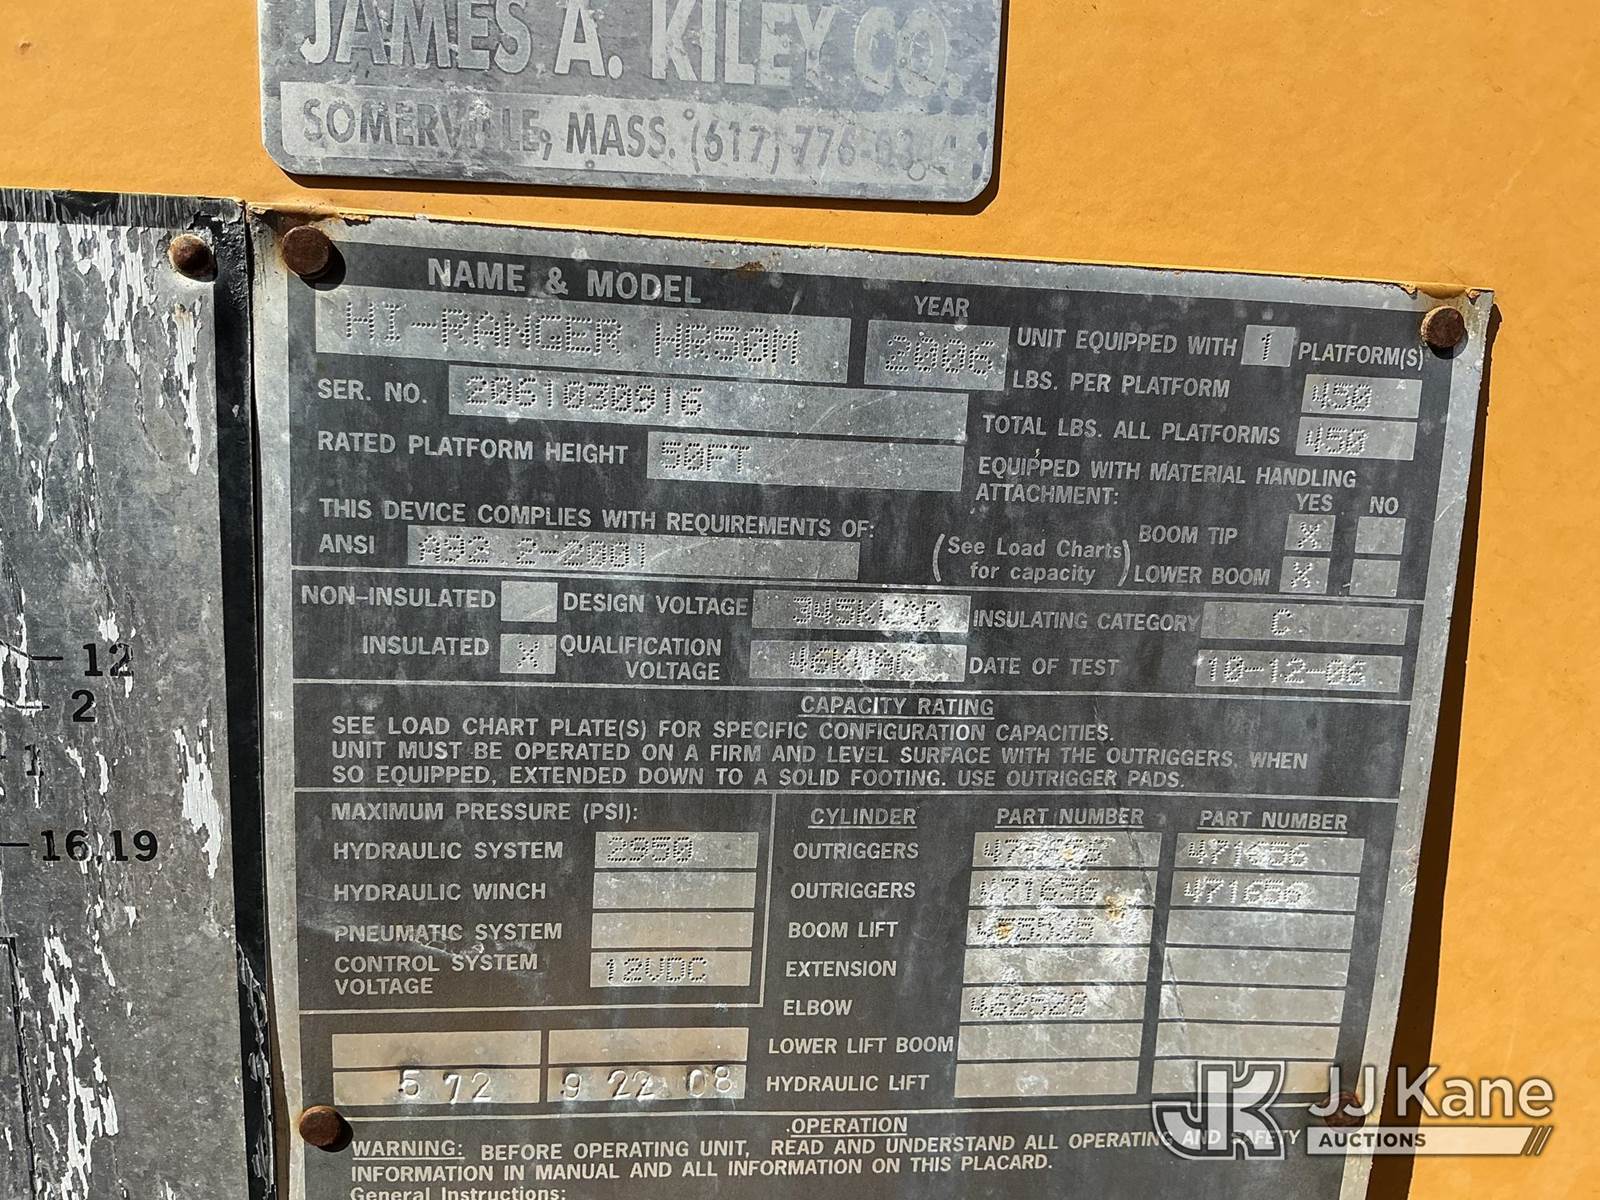 JAMES A. KILEY CO.
SOMERVILLE, MASS. (617) 776-
NAME & MODEL
HI-RANGER HR50M
YEAR
2006
UNIT EQUIPPED WITH 1 PLATFORM(S)
LBS. PER PLATFORM 450
SER. NO. 2061030916
TOTAL LBS. ALL PLATFORMS 450
RATED PLATFORM HEIGHT 50FT
EQUIPPED WITH MATERIAL HANDLING
ATTACHMENT: YES NO
THIS DEVICE COMPLIES WITH REQUIREMENTS OF:
ANSI A92.2-2001
(See Load Charts
for capacity)
BOOM TIP X
LOWER BOOM X
NON-INSULATED
DESIGN VOLTAGE 345KVDC
INSULATING CATEGORY C
INSULATED X
QUALIFICATION
VOLTAGE 46KVAC
DATE OF TEST 10-12-06
CAPACITY RATING
SEE LOAD CHART PLATE(S) FOR SPECIFIC CONFIGURATION CAPACITIES.
UNIT MUST BE OPERATED ON A FIRM AND LEVEL SURFACE WITH THE OUTRIGGERS, WHEN
SO EQUIPPED, EXTENDED DOWN TO A SOLID FOOTING. USE OUTRIGGER PADS.
MAXIMUM PRESSURE (PSI):
HYDRAULIC SYSTEM 2950
HYDRAULIC WINCH
PNEUMATIC SYSTEM
CONTROL SYSTEM
VOLTAGE 12VDC
CYLINDER PART NUMBER PART NUMBER
OUTRIGGERS 471656
OUTRIGGERS 471656 471656
BOOM LIFT
EXTENSION
ELBOW 462528
LOWER LIFT BOOM
HYDRAULIC LIFT
572 9 22 08
OPERATION
WARNING: BEFORE OPERATING UNIT, READ AND UNDERSTAND ALL OPERATING AND SAFETY
INFORMATION IN MANUAL AND ALL INFORMATION ON THIS PLACARD.
General Instructions:
12
2
1
16,19
JK JJ Kane
AUCTIONS